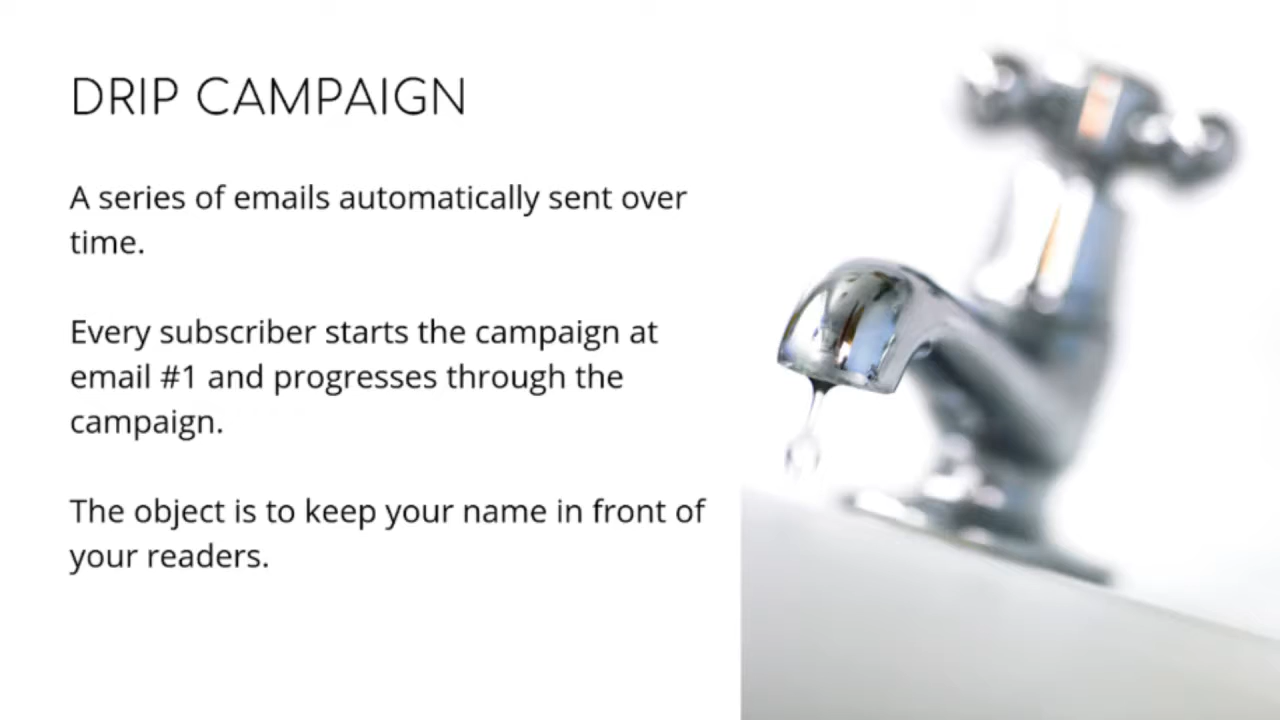 DRIP CAMPAIGN
A series of emails automatically sent over
time.
Every subscriber starts the campaign at
email #1 and progresses through the
campaign.
The object is to keep your name in front of
your readers.